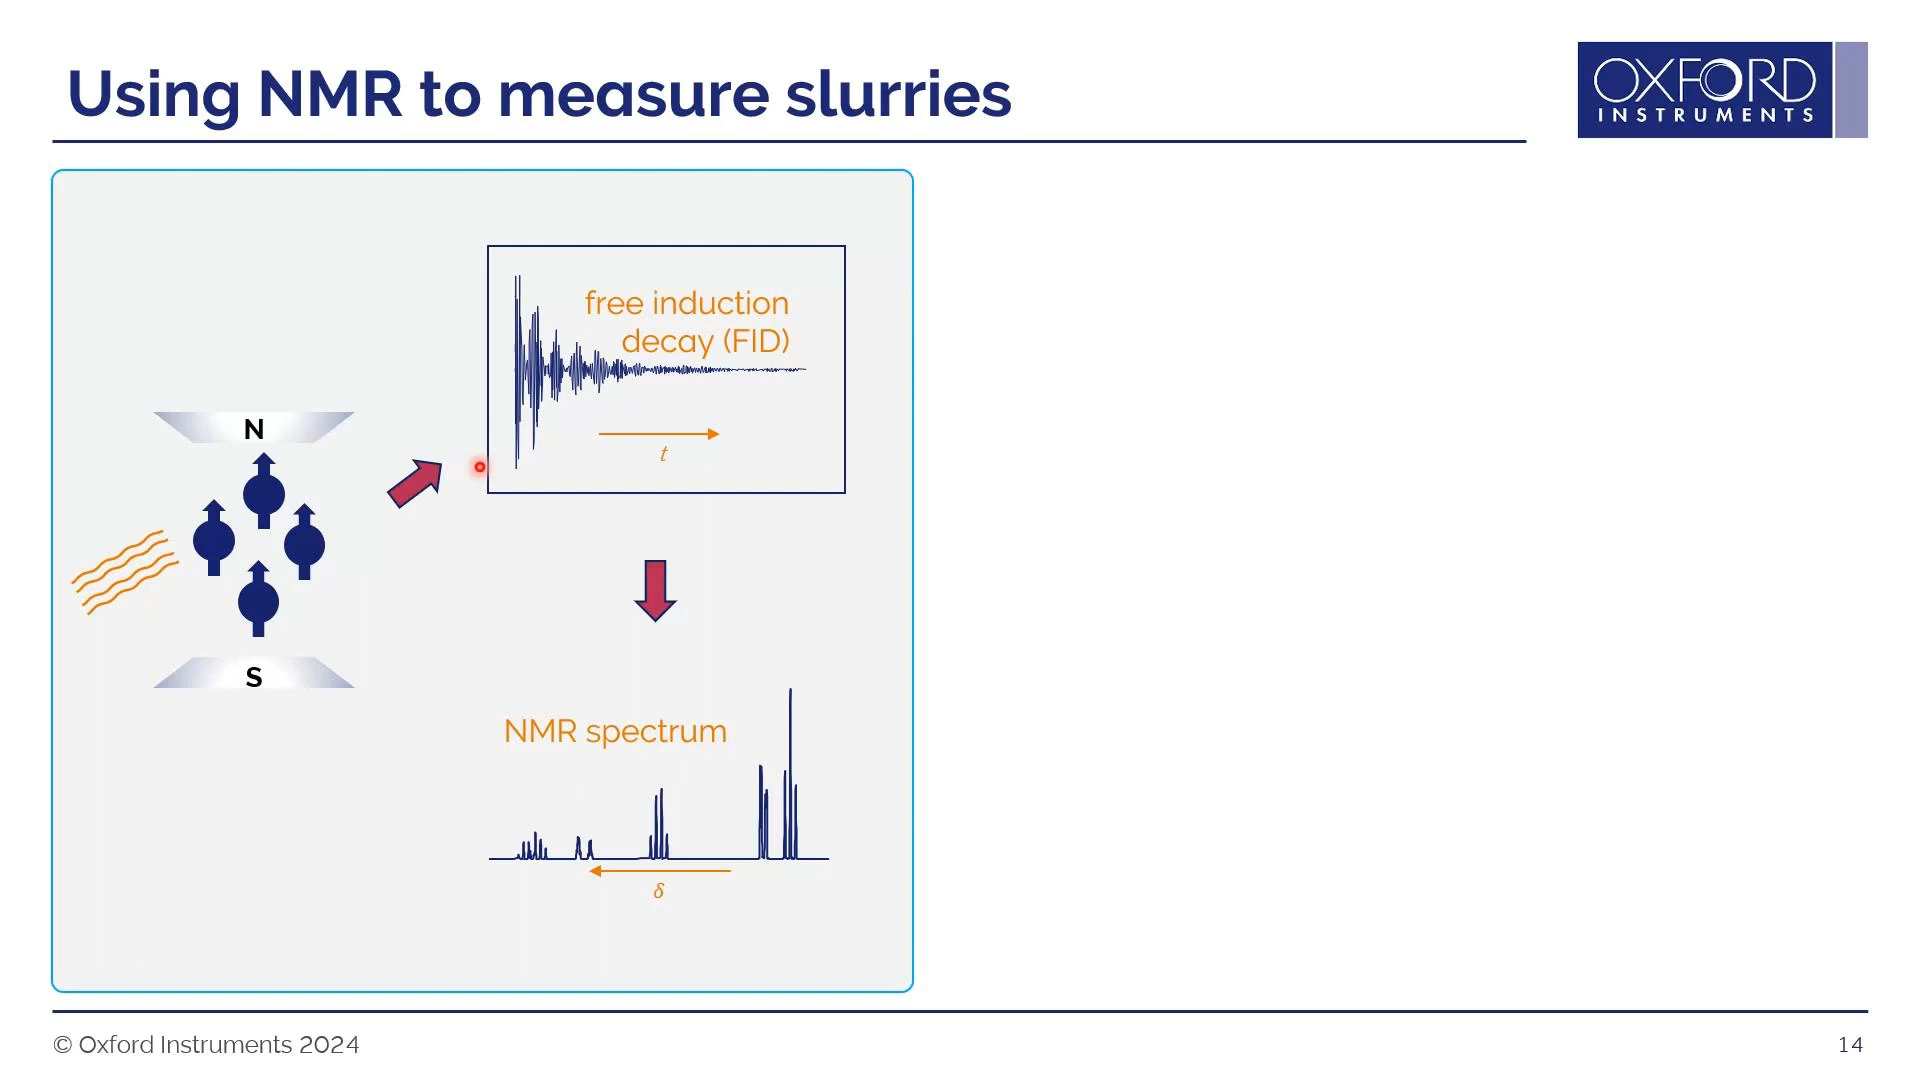 Using NMR to measure slurries
OXFORD
INSTRUMENTS
free induction
decay (FID)
t
N
S
NMR spectrum
δ
© Oxford Instruments 2024
14